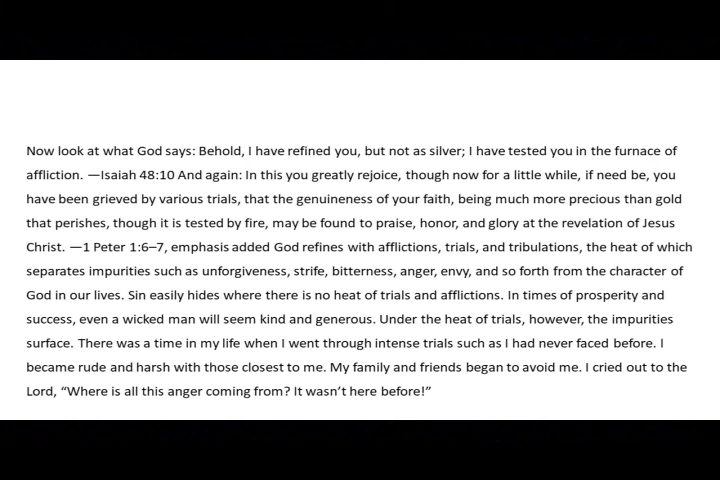 Now look at what God says: Behold, I have refined you, but not as silver; I have tested you in the furnace of
affliction. —Isaiah 48:10 And again: In this you greatly rejoice, though now for a little while, if need be, you
have been grieved by various trials, that the genuineness of your faith, being much more precious than gold
that perishes, though it is tested by fire, may be found to praise, honor, and glory at the revelation of Jesus
Christ. —1 Peter 1:6–7, emphasis added God refines with afflictions, trials, and tribulations, the heat of which
separates impurities such as unforgiveness, strife, bitterness, anger, envy, and so forth from the character of
God in our lives. Sin easily hides where there is no heat of trials and afflictions. In times of prosperity and
success, even a wicked man will seem kind and generous. Under the heat of trials, however, the impurities
surface. There was a time in my life when I went through intense trials such as I had never faced before. I
became rude and harsh with those closest to me. My family and friends began to avoid me. I cried out to the
Lord, “Where is all this anger coming from? It wasn’t here before!”